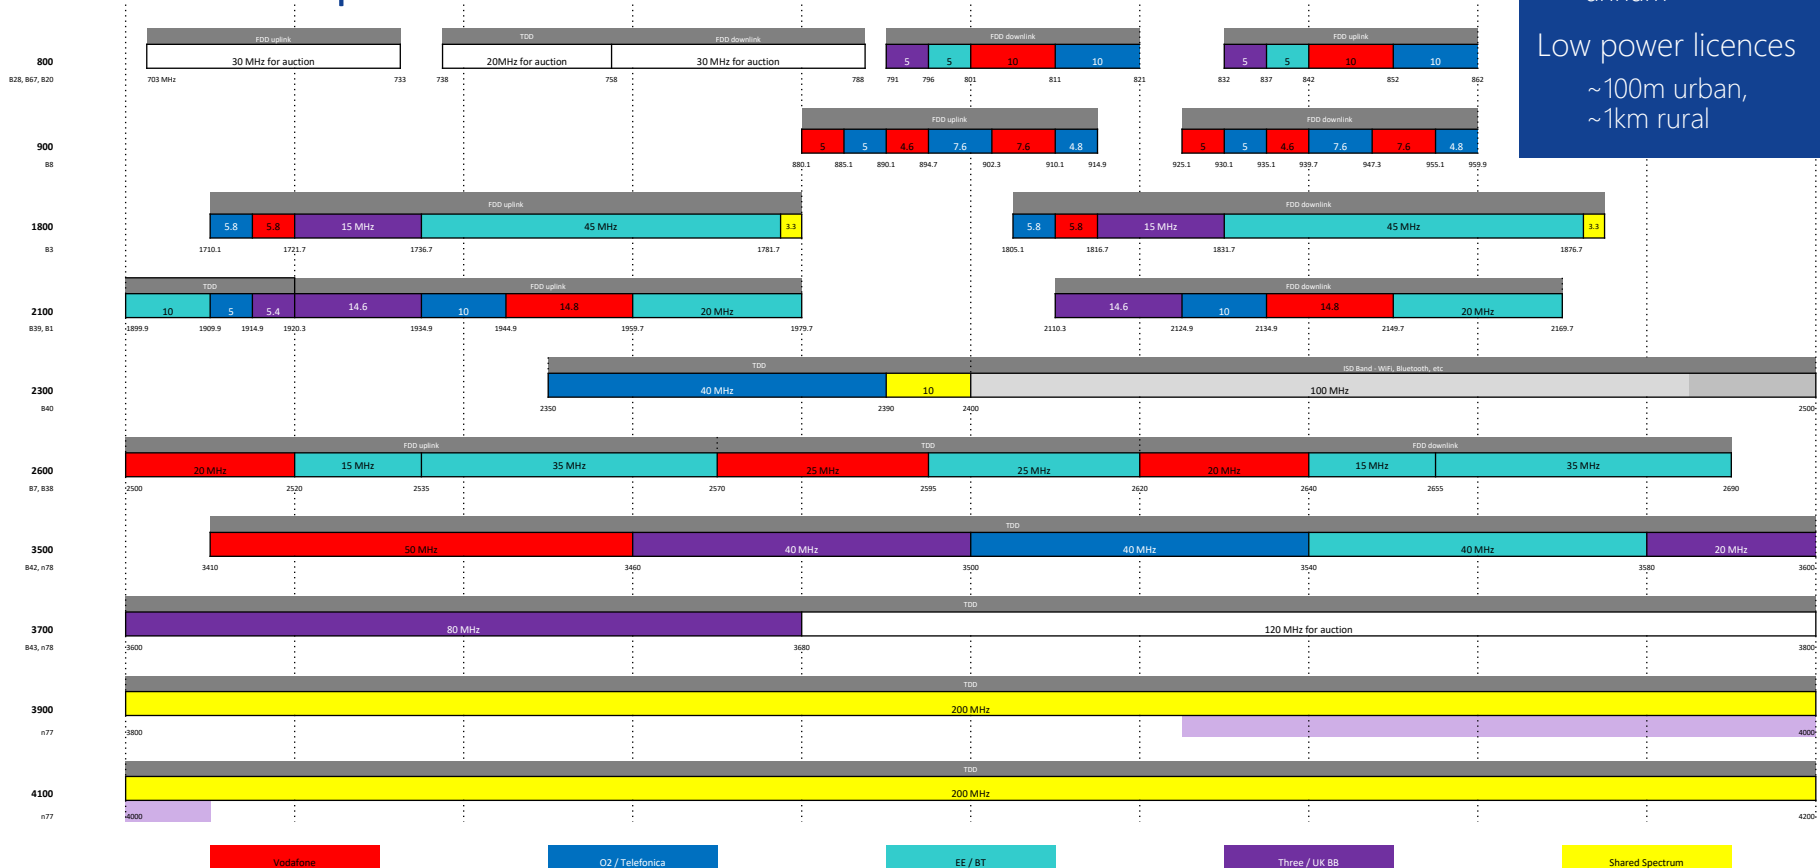 Low power licences
~100m urban,
~1km rural
FDD uplink TDD FDD downlink FDD downlink FDD uplink
800 30 MHz for auction 20MHz for auction 30 MHz for auction 5 5 10 10 5 5 10 10
B28, B67, B20 703 MHz 733 738 758 788 791 796 801 811 821 832 837 842 852 862
FDD uplink FDD downlink
900 5 5 4.6 7.6 7.6 4.8 5 5 4.6 7.6 7.6 4.8
B8 880.1 885.1 890.1 894.7 902.3 910.1 914.9 925.1 930.1 935.1 939.7 947.3 955.1 959.9
FDD uplink FDD downlink
1800 5.8 5.8 15 MHz 45 MHz 3.3 5.8 5.8 15 MHz 45 MHz 3.3
B3 1710.1 1721.7 1736.7 1781.7 1805.1 1816.7 1831.7 1876.7
TDD FDD uplink FDD downlink
2100 10 5 5.4 14.6 10 14.8 20 MHz 14.6 10 14.8 20 MHz
B39, B1 1899.9 1909.9 1914.9 1920.3 1934.9 1944.9 1959.7 1979.7 2110.3 2124.9 2134.9 2149.7 2169.7
TDD ISD Band - WiFi, Bluetooth, etc
2300 40 MHz 10 100 MHz
B40 2350 2390 2400 2500
FDD uplink TDD FDD downlink
2600 20 MHz 15 MHz 35 MHz 25 MHz 25 MHz 20 MHz 15 MHz 35 MHz
B7, B38 2500 2520 2535 2570 2595 2620 2640 2655 2690
TDD
3500 50 MHz 40 MHz 40 MHz 40 MHz 20 MHz
B42, n78 3410 3460 3500 3540 3580 3600
TDD
3700 80 MHz 120 MHz for auction
B43, n78 3600 3680 3800
TDD
3900 200 MHz
n77 3800 4000
TDD
4100 200 MHz
n77 4000 4200
Vodafone O2 / Telefonica EE / BT Three / UK BB Shared Spectrum